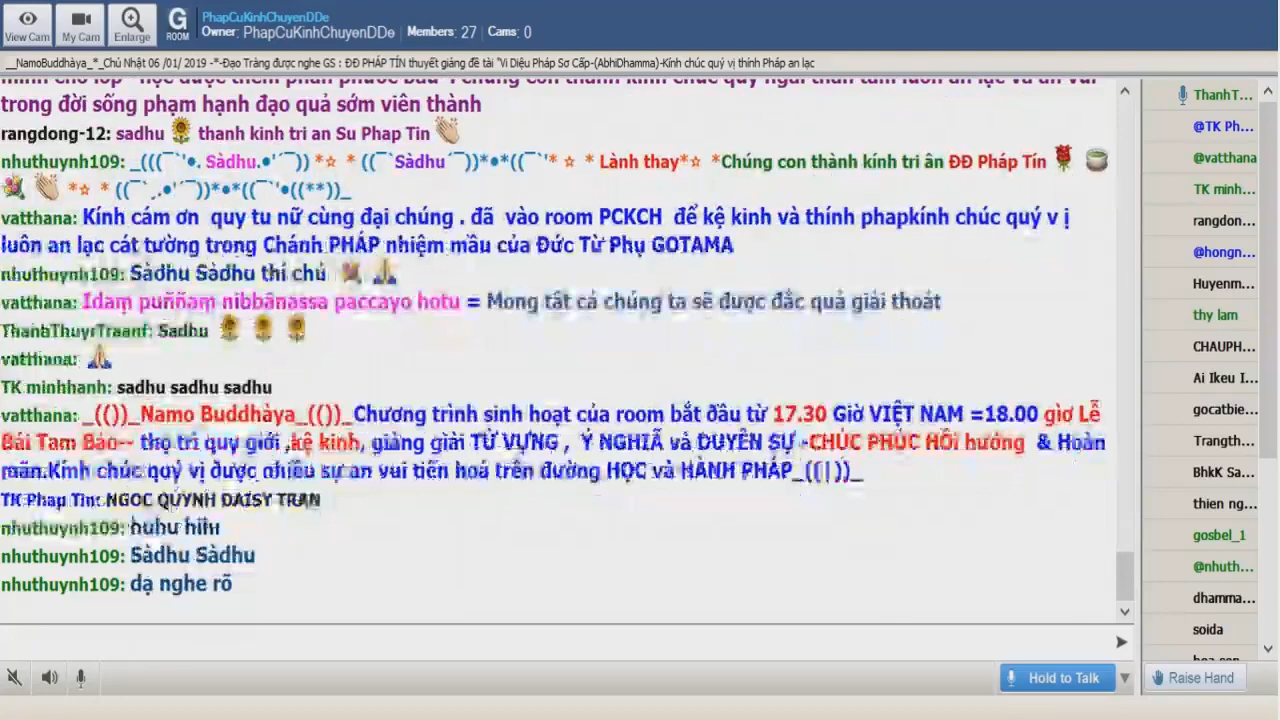 View Cam
My Cam
Enlarge
G ROOM
PhapCuKinhChuyenDDe
Owner: PhapCuKinhChuyenDDe Members: 27 Cams: 0
__NamoBuddhàya_*_Chủ Nhật 06 /01/ 2019 -*-Đạo Tràng được nghe GS : ĐĐ PHÁP TÍN thuyết giảng đề tài "Vi Diệu Pháp Sơ Cấp-(AbhiDhamma)-Kính chúc quý vị thính Pháp an lạc
trong đời sống phạm hạnh đạo quả sớm viên thành
rangdong-12: sadhu thanh kinh tri an Su Phap Tin
nhuthuynh109: _(((¯`'•. Sàdhu.•'´¯)) *☆ * ((¯`Sàdhu´¯))*•*((¯`'* ☆ * Lành thay*☆ *Chúng con thành kính tri ân ĐĐ Pháp Tín
*☆ * ((¯`¸.•'´¯))*•*((¯`'•((**))_
vatthana: Kính cám ơn quy tu nữ cùng đại chúng . đã vào room PCKCH để kệ kinh và thính phapkính chúc quý v ị
luôn an lạc cát tường trong Chánh PHÁP nhiệm mầu của Đức Từ Phụ GOTAMA
nhuthuynh109: Sàdhu Sàdhu thí chủ
vatthana: Idaṃ puññaṃ nibbānassa paccayo hotu = Mong tất cả chúng ta sẽ được đắc quả giải thoát
ThanhThuyrTraanf: Sadhu
vatthana:
TK minhhanh: sadhu sadhu sadhu
vatthana: _(())_Namo Buddhàya_(())_Chương trình sinh hoạt của room bắt đầu từ 17.30 Giờ VIỆT NAM =18.00 giơ Lễ
Bái Tam Bảo-- thọ trì quy giới ,kệ kinh, giảng giải TỪ VỰNG , Ý NGHIÃ và DUYÊN SỰ -CHÚC PHÚC HỒi hướng & Hoàn
mãn.Kính chúc quý vị được nhiều sự an vui tiến hoá trên đường HỌC và HÀNH PHÁP_((|))_
TK Phap Tin: NGOC QUỲNH DAISY TRAN
nhuthuynh109: huhu hihi
nhuthuynh109: Sàdhu Sàdhu
nhuthuynh109: dạ nghe rõ
ThanhT...
@TK Ph...
@vatthana
TK minh...
rangdon...
@hongn...
Huyenm...
thy lam
CHAUPH...
Ai Ikeu I...
gocatbie...
Trangth...
BhkK Sa...
thien ng...
gosbel_1
@nhuth...
dhamma...
soida
Hold to Talk
Raise Hand